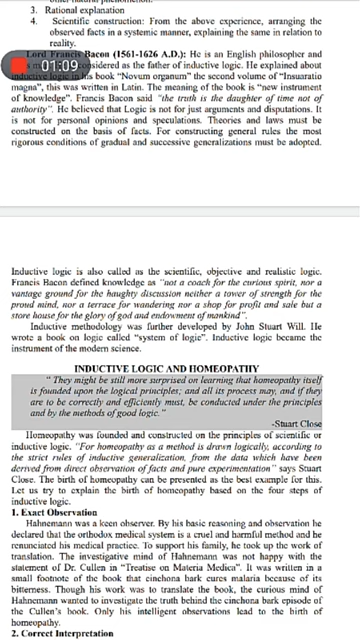 3. Rational explanation
4. Scientific construction: From the above experience, arranging the
observed facts in a systematic manner, explaining the same in relation to
reality.
Lord Francis Bacon (1561-1626 A.D.): He is an English philosopher and
01:09
considered as the father of inductive logic. He explained about
inductive logic in his book “Novum organum” the second volume of “Insuaratio
magna”, this was written in Latin. The meaning of the book is “new instrument
of knowledge”. Francis Bacon said “the truth is the daughter of time not of
authority”. He believed that Logic is not for just arguments and disputations. It
is not for personal opinions and speculations. Theories and laws must be
constructed on the basis of facts. For constructing general rules the most
rigorous conditions of gradual and successive generalizations must be adopted.
Inductive logic is also called as the scientific, objective and realistic logic.
Francis Bacon defined knowledge as “not a coach for the curious spirit, nor a
vantage ground for the haughty discussion neither a tower of strength for the
proud mind, nor a terrace for wandering nor a shop for profit and sale but a
store house for the glory of god and endowment of mankind”.
Inductive methodology was further developed by John Stuart Will. He
wrote a book on logic called “system of logic”. Inductive logic became the
instrument of the modern science.
INDUCTIVE LOGIC AND HOMEOPATHY
“ They might be still more surprised on learning that homeopathy itself
is founded upon the logical principles; and all its process may, and if they
are to be correctly and efficiently must, be conducted under the principles
and by the methods of good logic.”
-Stuart Close
Homeopathy was founded and constructed on the principles of scientific or
inductive logic. “For homeopathy as a method is drawn logically, according to
the strict rules of inductive generalization, from the data which have been
derived from direct observation of facts and pure experimentation” says Stuart
Close. The birth of homeopathy can be presented as the best example for this.
Let us try to explain the birth of homeopathy based on the four steps of
inductive logic.
1. Exact Observation
Hahnemann was a keen observer. By his basic reasoning and observation he
declared that the orthodox medical system is a cruel and harmful method and he
renunciated his medical practice. To support his family, he took up the work of
translation. The investigative mind of Hahnemann was not happy with the
statement of Dr. Cullen in “Treatise on Materia Medica”. It was written in a
small footnote of the book that cinchona bark cures malaria because of its
bitterness. Though his work was to translate the book, the curious mind of
Hahnemann wanted to investigate the truth behind the cinchona bark episode of
the Cullen's book. Only his intelligent observations lead to the birth of
homeopathy.
2. Correct Interpretation